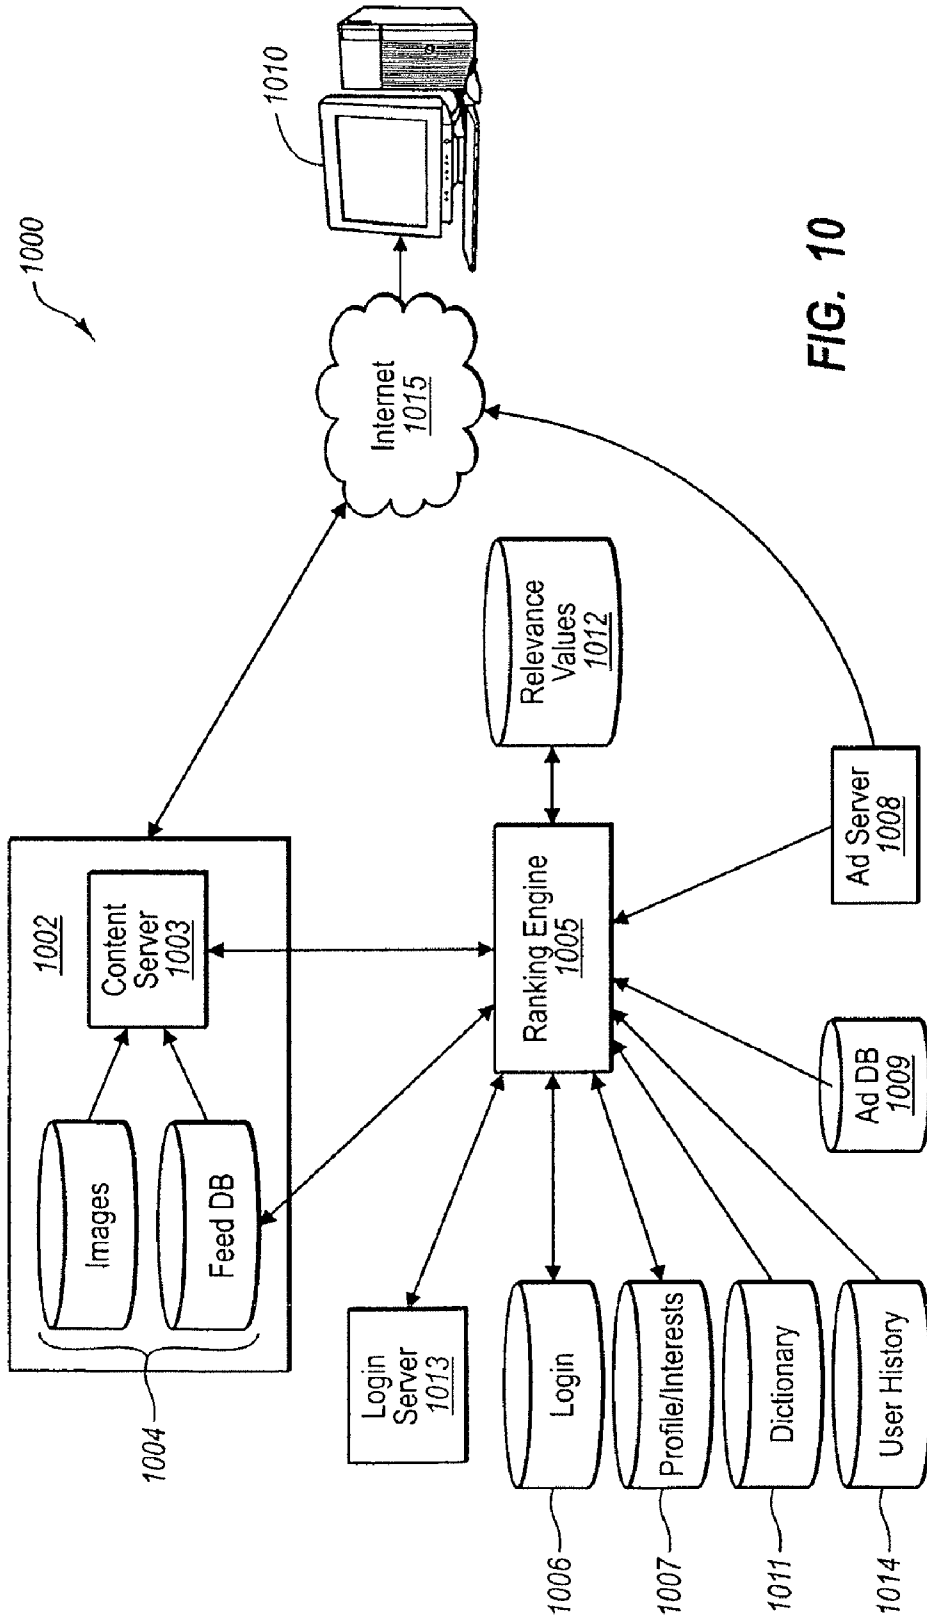 1000
1002
Content
Server
1003
Images
Feed DB
1004
Internet
1015
1010
Login
Server
1013
Ranking Engine
1005
Relevance
Values
1012
Login
1006
Profile/Interests
1007
Dictionary
1011
User History
1014
Ad DB
1009
Ad Server
1008
FIG. 10